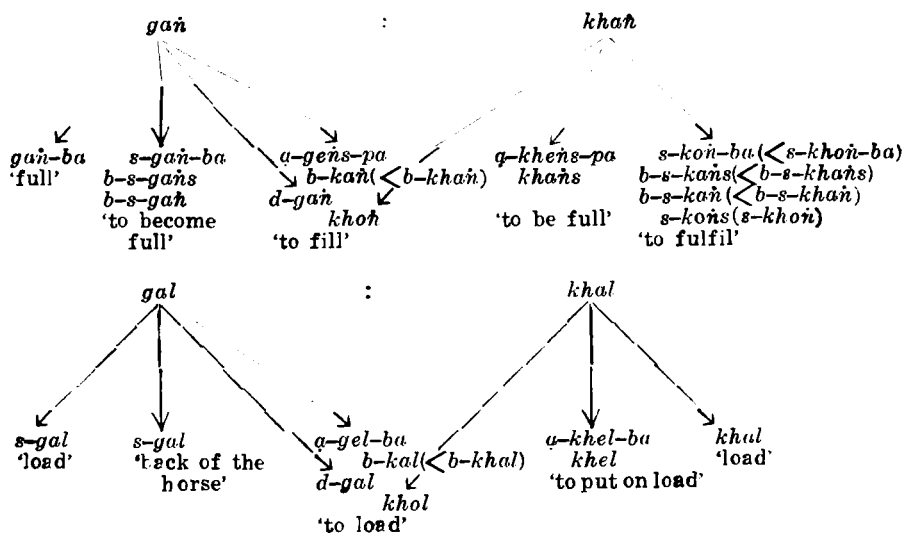 gaṅ : khaṅ
gaṅ-ba s-gaṅ-ba ạ-geṅs-pa ạ-kheṅs-pa s-koṅ-ba(<s-khoṅ-ba)
'full' b-s-gaṅs b-kaṅ(<b-khaṅ) khaṅs b-s-kaṅs(<b-s-khaṅs)
b-s-gaṅ d-gaṅ b-s-kaṅ(<b-s-khaṅ)
'to become khoṅ 'to be full' s-koṅs(s-khoṅ)
full' 'to fill' 'to fulfil'
gal : khal
s-gal s-gal ạ-gel-ba ạ-khel-ba khal
'load' 'back of the b-kal(<b-khal) khel 'load'
horse' d-gal 'to put on load'
khol
'to load'